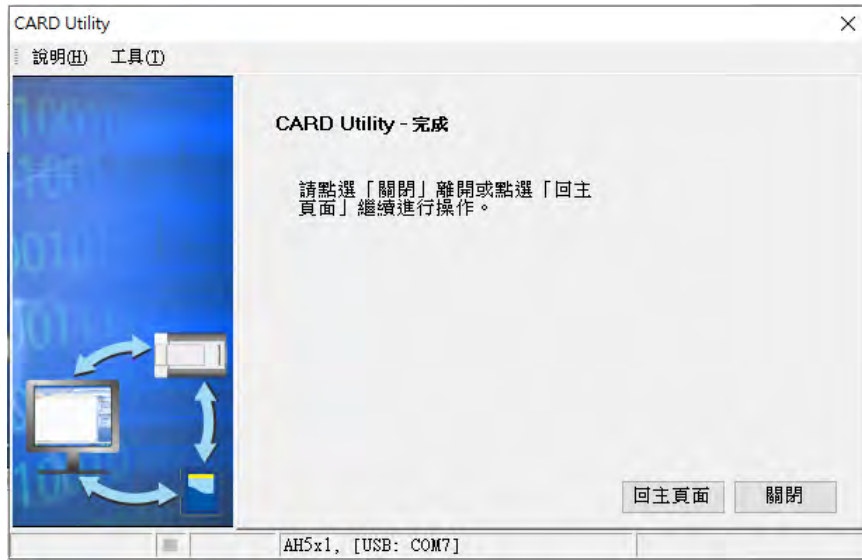 CARD Utility
說明(H) 工具(T)
CARD Utility - 完成
請點選「關閉」離開或點選「回主
頁面」繼續進行操作。
回主頁面 關閉
AH5x1, [USB: COM7]